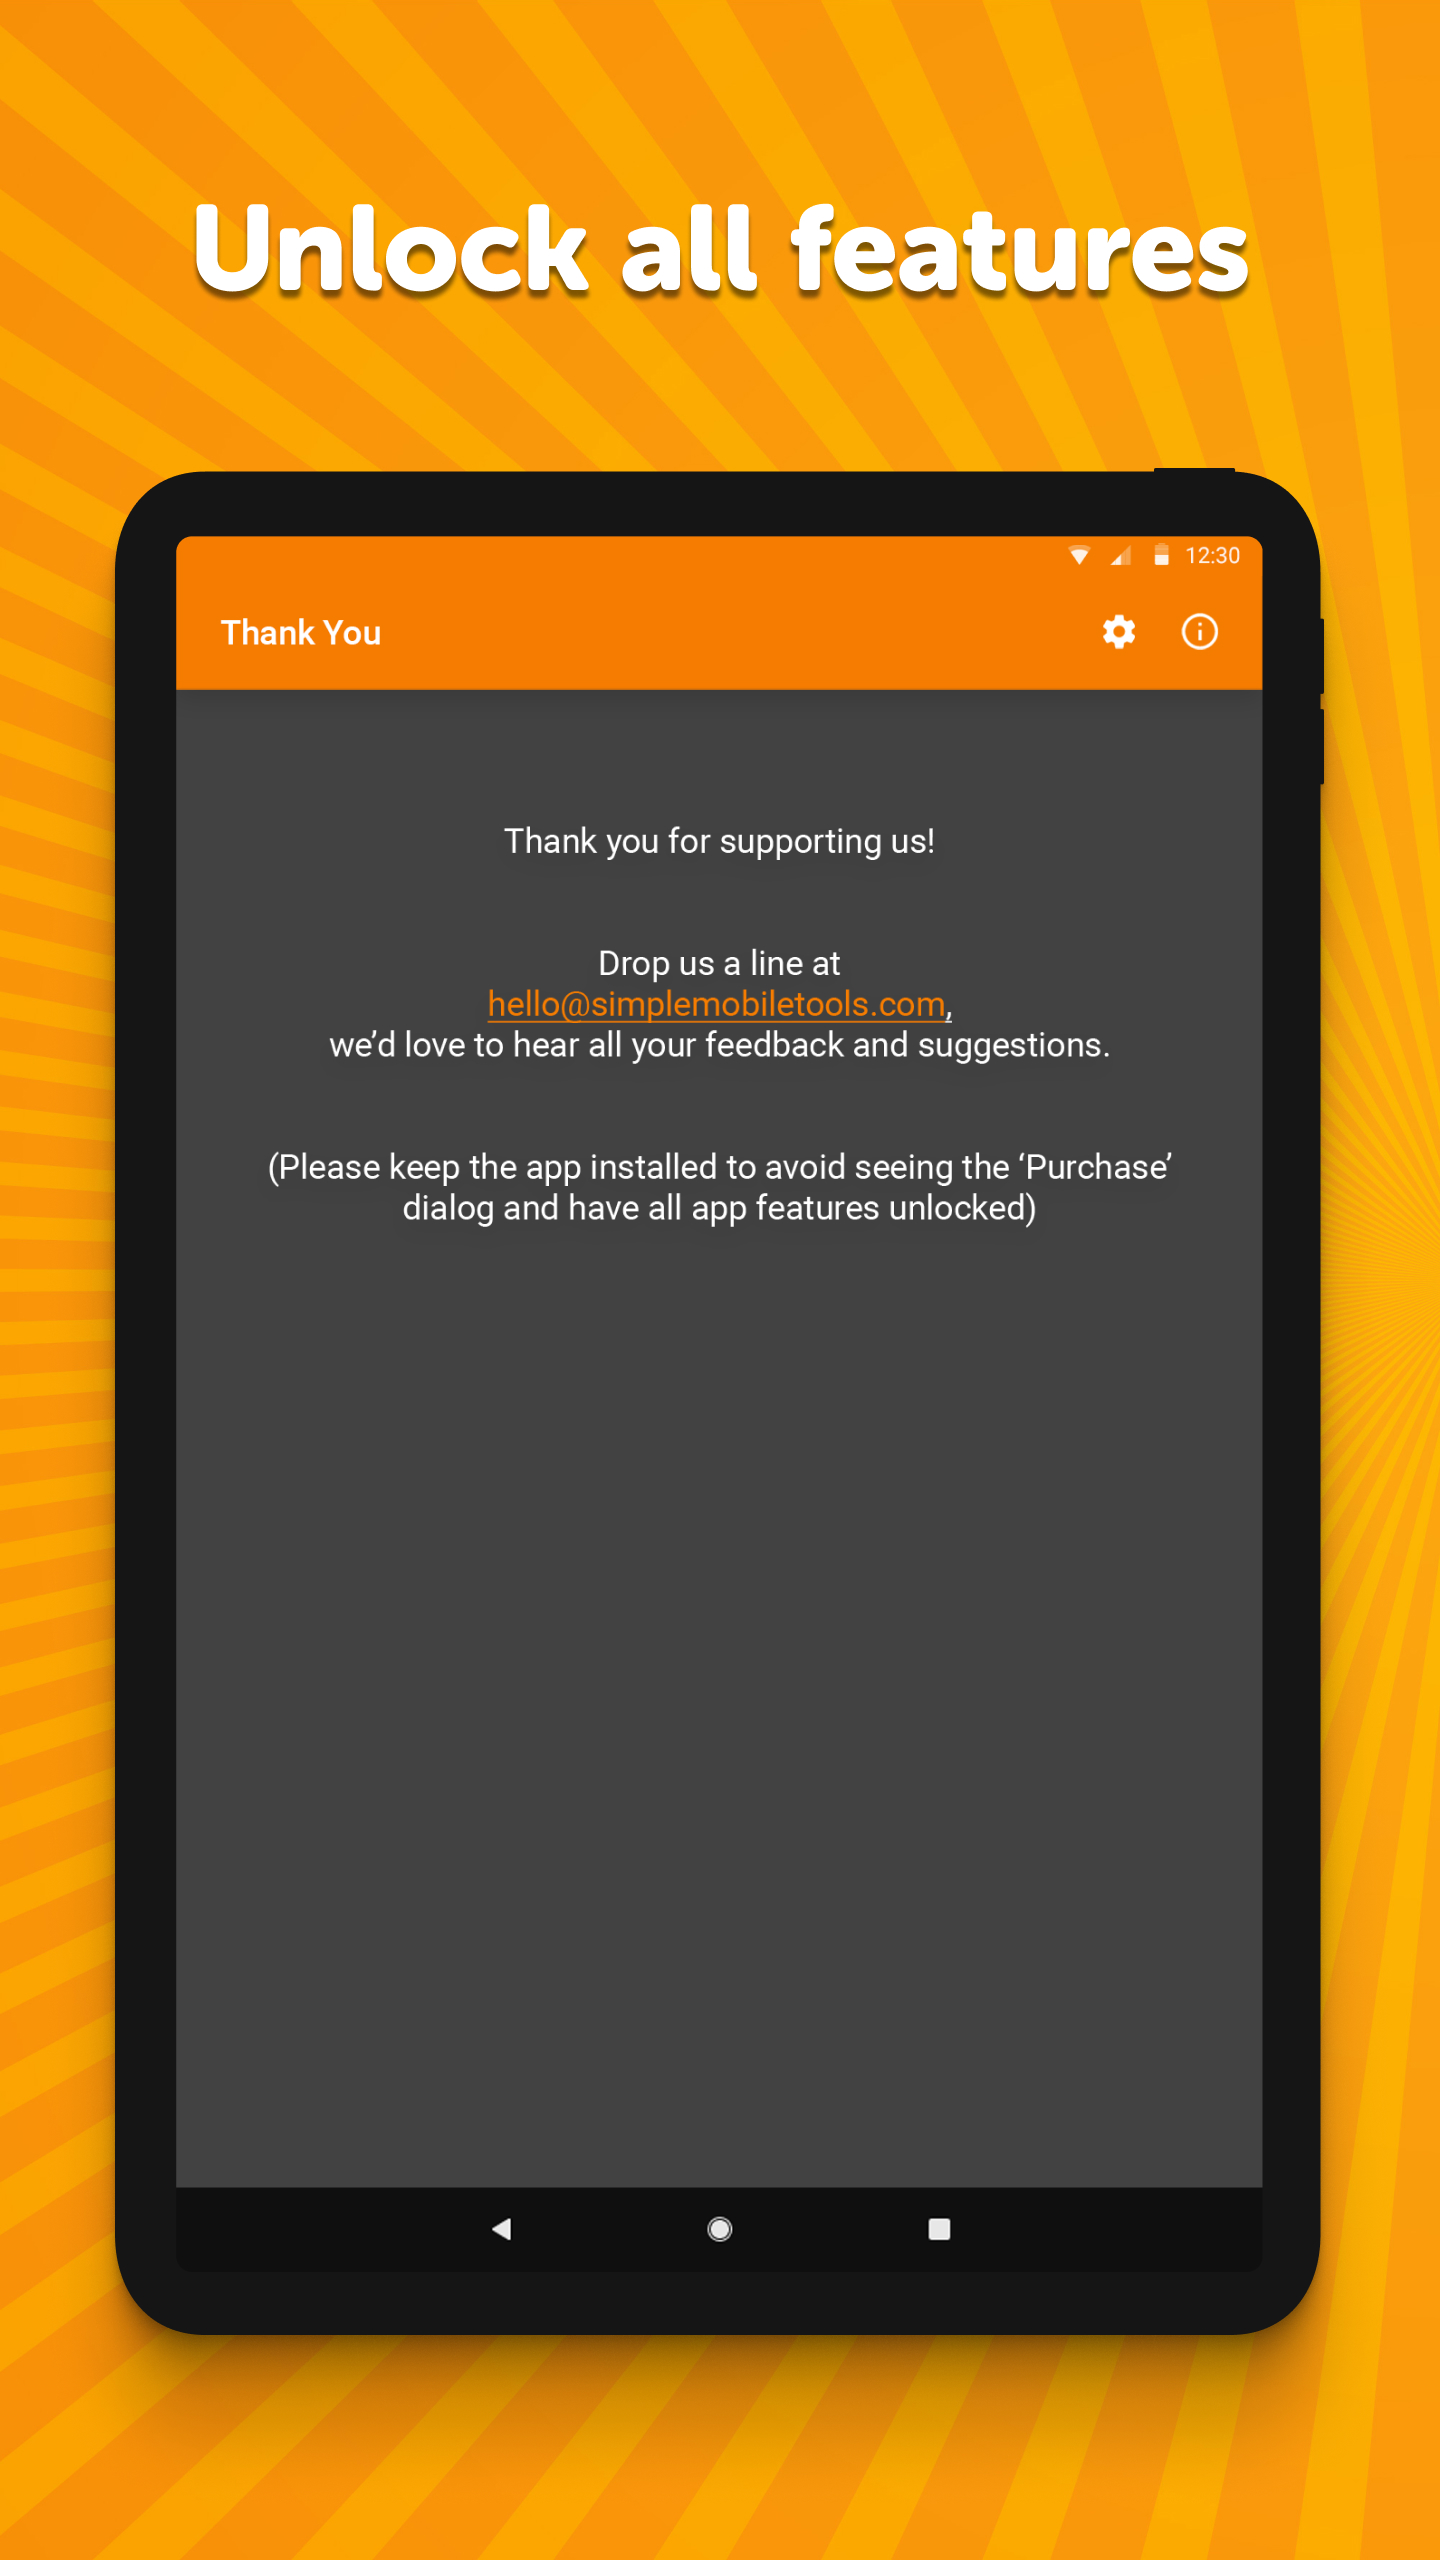 Unlock all features
12:30
Thank You
Thank you for supporting us!
Drop us a line at
hello@simplemobiletools.com,
we’d love to hear all your feedback and suggestions.
(Please keep the app installed to avoid seeing the ‘Purchase’
dialog and have all app features unlocked)